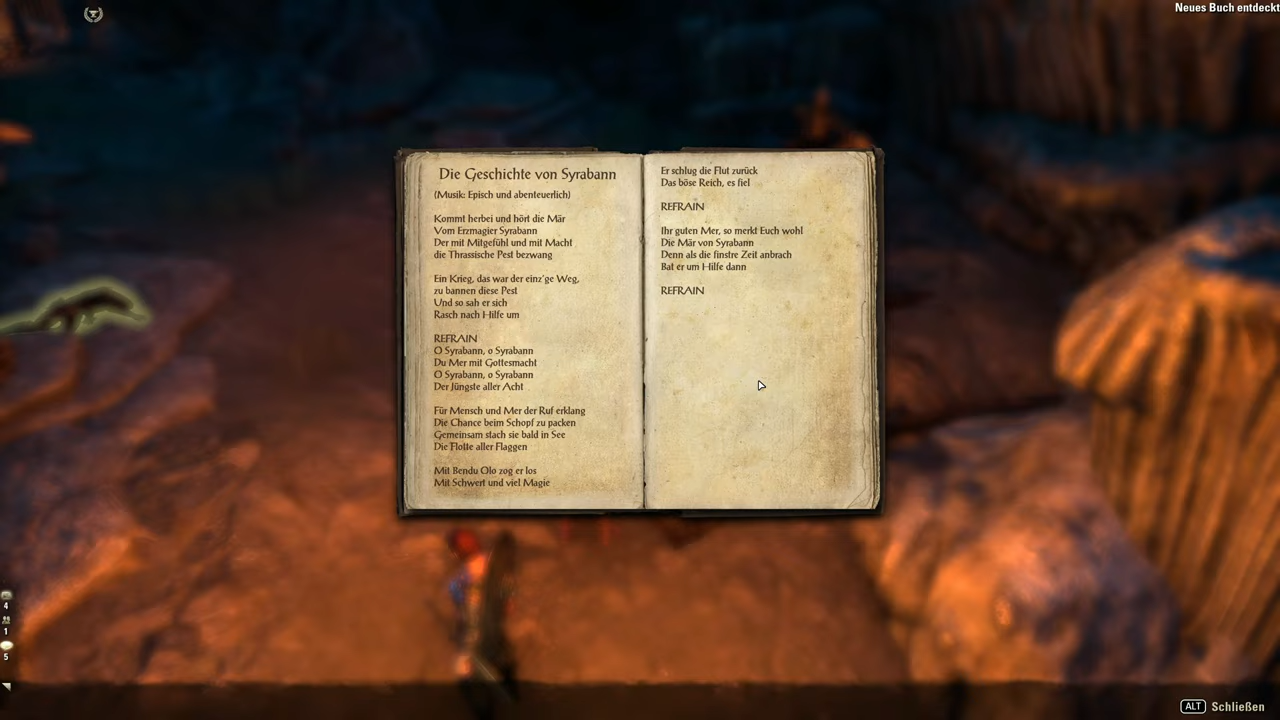 Neues Buch entdeckt
Die Geschichte von Syrabann
(Musik: Episch und abenteuerlich)
Kommt herbei und hört die Mär
Vom Erzmagier Syrabann
Der mit Mitgefühl und mit Macht
die Thrassische Pest bezwang
Ein Krieg, das war der einz'ge Weg,
zu bannen diese Pest
Und so sah er sich
Rasch nach Hilfe um
REFRAIN
O Syrabann, o Syrabann
Du Mer mit Gottesmacht
O Syrabann, o Syrabann
Der Jüngste aller Acht
Für Mensch und Mer der Ruf erklang
Die Chance beim Schopf zu packen
Gemeinsam stach sie bald in See
Die Flotte aller Flaggen
Mit Bendu Olo zog er los
Mit Schwert und viel Magie
Er schlug die Flut zurück
Das böse Reich, es fiel
REFRAIN
Ihr guten Mer, so merkt Euch wohl
Die Mär von Syrabann
Denn als die finstre Zeit anbrach
Bat er um Hilfe dann
REFRAIN
4
1
5
ALT Schließen